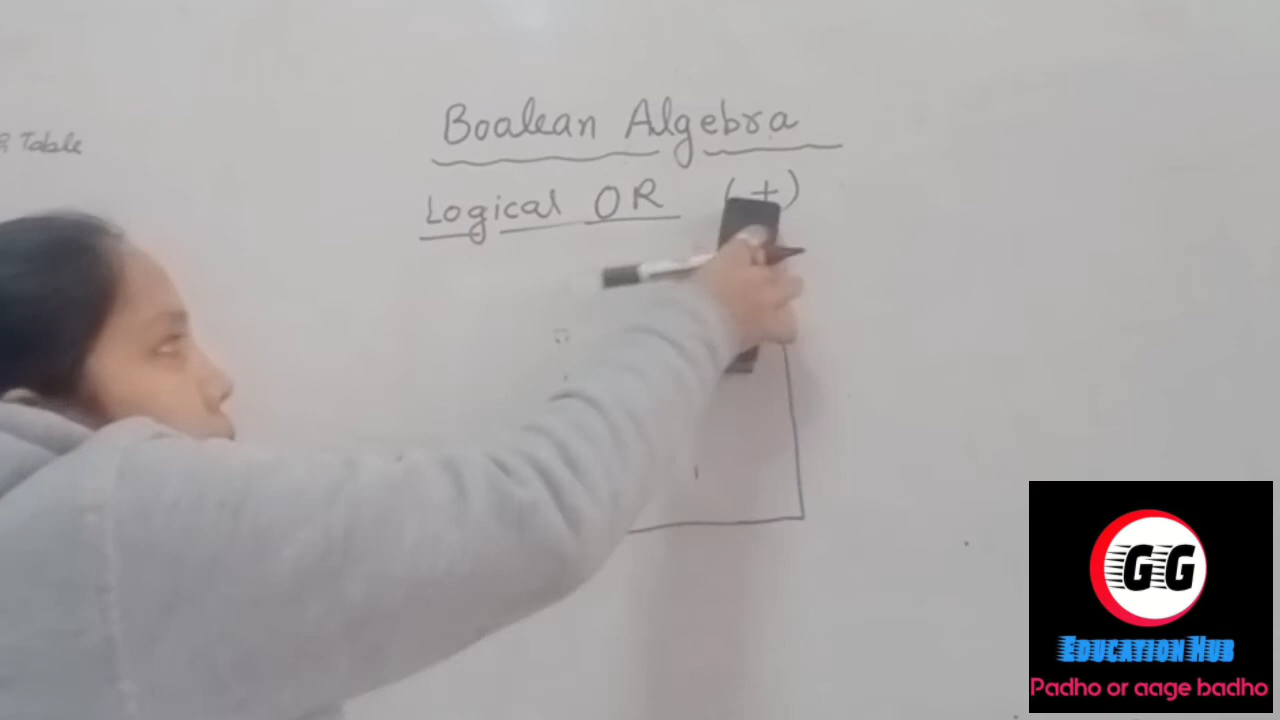 Table
Boalean Algebra
Logical OR (+)
GG
EDUCATION HUB
Padho or aage badho